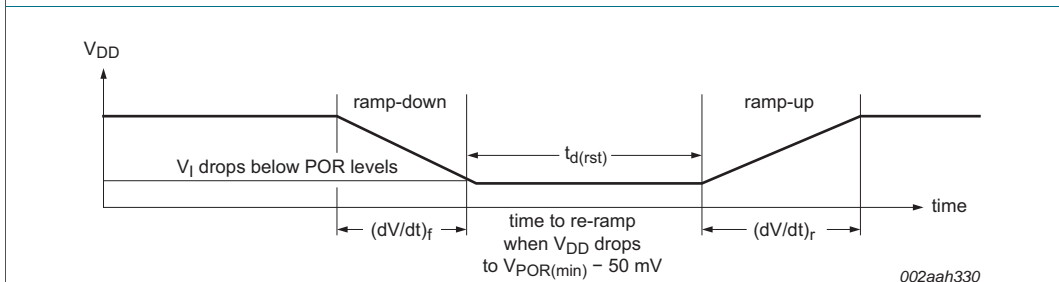 VDD
ramp-down
ramp-up
td(rst)
VI drops below POR levels
time
(dV/dt)f
time to re-ramp
when VDD drops
to VPOR(min) − 50 mV
(dV/dt)r
002aah330